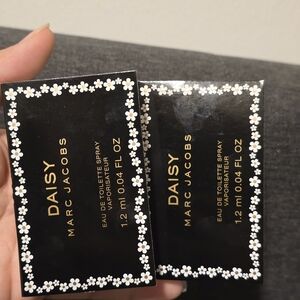 DAISY
MARC JACOBS
EAU DE TOILETTE SPRAY
VAPORISATEUR
1.2 ml 0.04 FL OZ
DAISY
MARC JACOBS
EAU DE TOILETTE SPRAY
VAPORISATEUR
1.2 ml 0.04 FL OZ